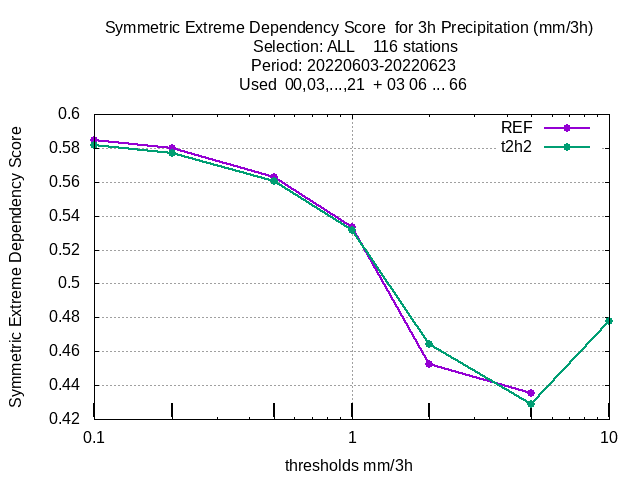 Symmetric Extreme Dependency Score  for 3h Precipitation (mm/3h)
Selection: ALL    116 stations
Period: 20220603-20220623
Used  00,03,...,21  + 03 06 ... 66
Symmetric Extreme Dependency Score
0.6
0.58
0.56
0.54
0.52
0.5
0.48
0.46
0.44
0.42
REF
t2h2
0.1
1
10
thresholds mm/3h